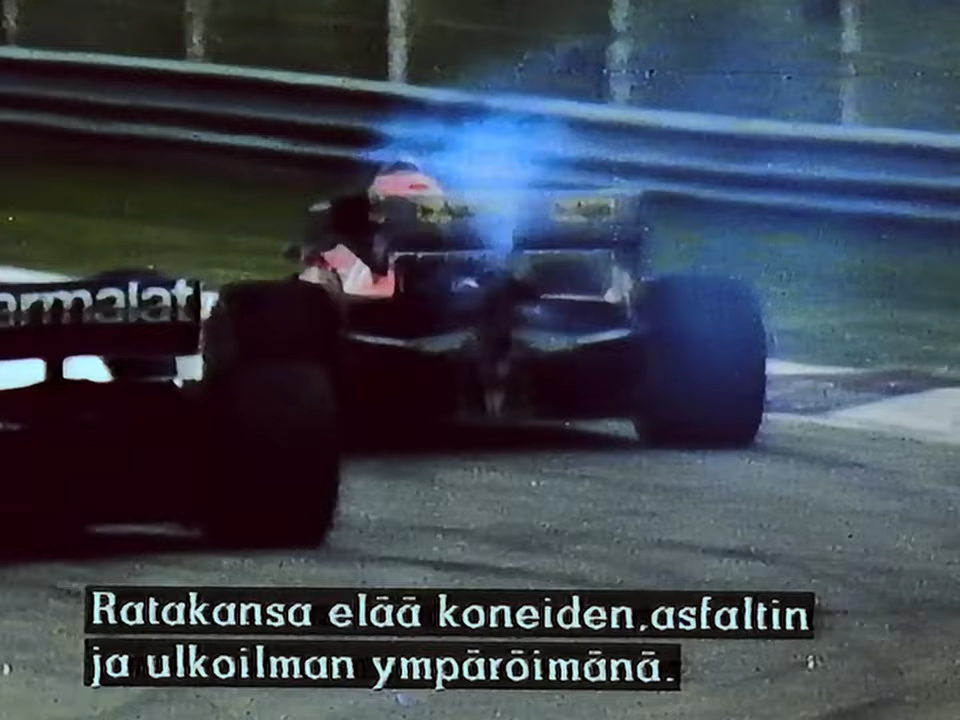 armalat
Ratakansa elää koneiden,asfaltin
ja ulkoilman ympäröimänä.